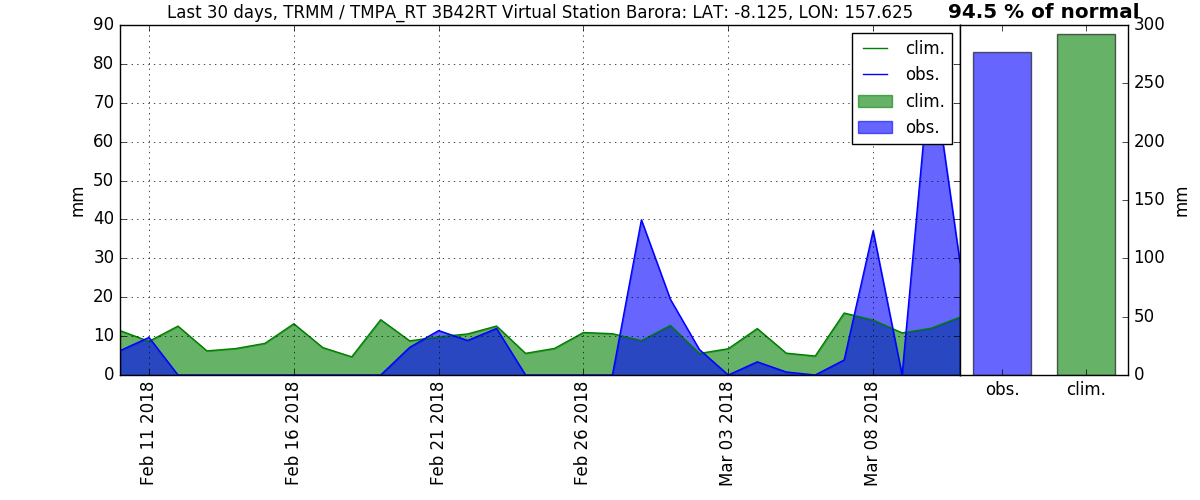 Last 30 days, TRMM / TMPA_RT 3B42RT Virtual Station Barora: LAT: -8.125, LON: 157.625
94.5 % of normal
90
80
70
60
50
40
30
20
10
0
mm
clim.
obs.
clim.
obs.
300
250
200
150
100
50
0
mm
Feb 11 2018
Feb 16 2018
Feb 21 2018
Feb 26 2018
Mar 03 2018
Mar 08 2018
obs.
clim.